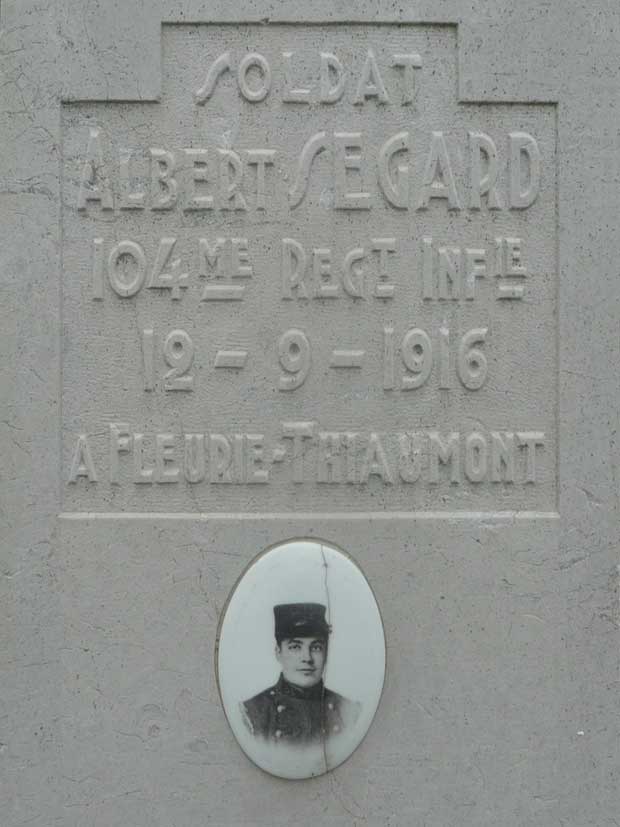 SOLDAT
ALBERT SEGARD
104ME REGT INFIE
12-9-1916
A FLEURIE-THIAUMONT